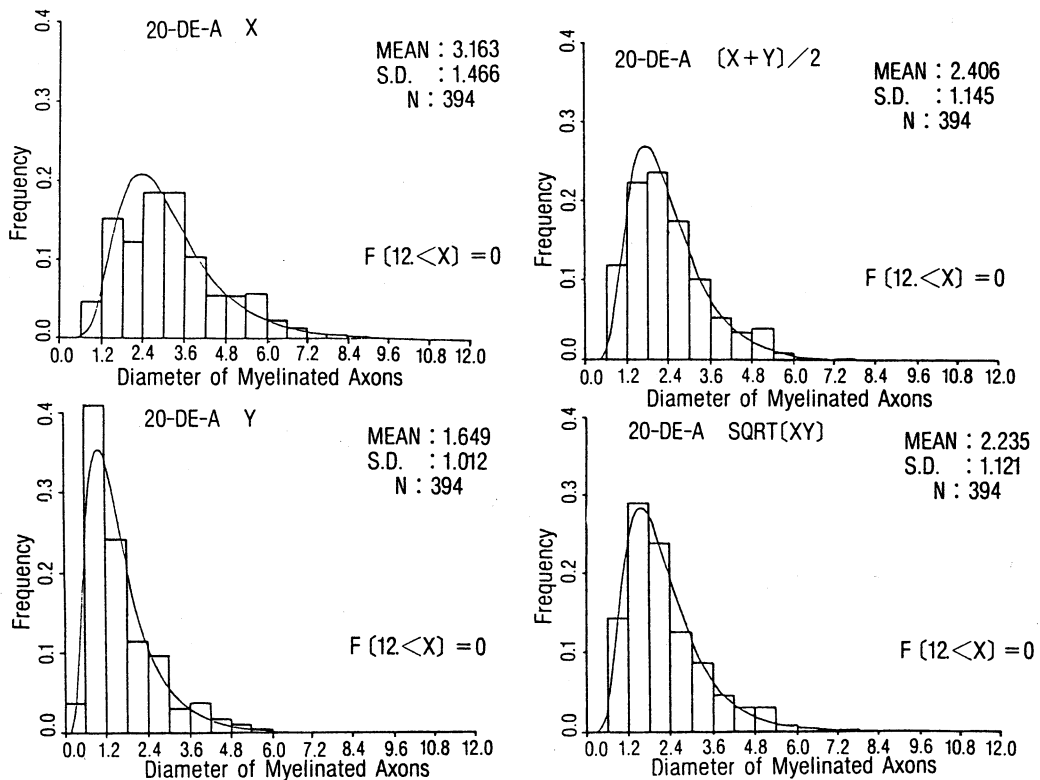 20-DE-A X
MEAN : 3.163
S.D. : 1.466
N : 394
F (12.<X) = 0
Frequency
0.4
0.3
0.2
0.1
0.0
0.0 1.2 2.4 3.6 4.8 6.0 7.2 8.4 9.6 10.8 12.0
Diameter of Myelinated Axons
20-DE-A (X+Y)/2
MEAN : 2.406
S.D. : 1.145
N : 394
F (12.<X) = 0
Frequency
0.4
0.3
0.2
0.1
0.0
0.0 1.2 2.4 3.6 4.8 6.0 7.2 8.4 9.6 10.8 12.0
Diameter of Myelinated Axons
20-DE-A Y
MEAN : 1.649
S.D. : 1.012
N : 394
F (12.<X) = 0
Frequency
0.4
0.3
0.2
0.1
0.0
0.0 1.2 2.4 3.6 4.8 6.0 7.2 8.4 9.6 10.8 12.0
Diameter of Myelinated Axons
20-DE-A SQRT(XY)
MEAN : 2.235
S.D. : 1.121
N : 394
F (12.<X) = 0
Frequency
0.4
0.3
0.2
0.1
0.0
0.0 1.2 2.4 3.6 4.8 6.0 7.2 8.4 9.6 10.8 12.0
Diameter of Myelinated Axons